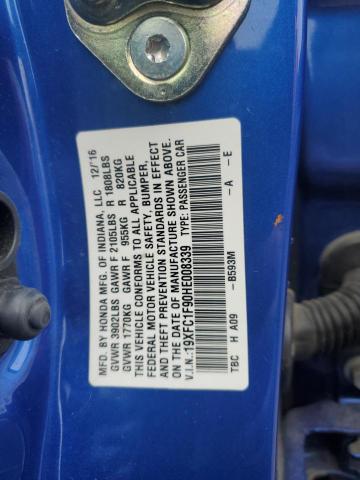 MFD. BY HONDA MFG. OF INDIANA, LLC 12/16
GVWR 3902LBS GAWR F 2105LBS R 1808LBS
GVWR 1770KG GAWR F 955KG R 820KG
THIS VEHICLE CONFORMS TO ALL APPLICABLE
FEDERAL MOTOR VEHICLE SAFETY, BUMPER,
AND THEFT PREVENTION STANDARDS IN EFFECT
ON THE DATE OF MANUFACTURE SHOWN ABOVE.
V.I.N.:19XFC1F90HE008339 TYPE: PASSENGER CAR
TBC H A09 -B593M -A -E